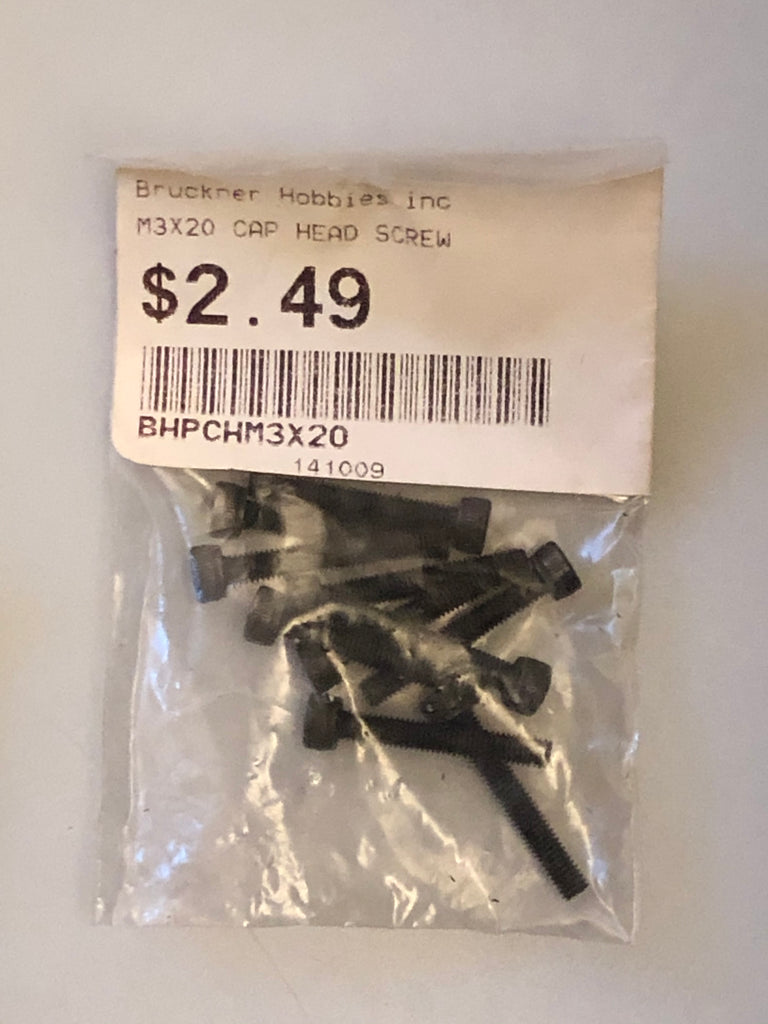 Bruckner Hobbies inc
M3X20 CAP HEAD SCREW
$2.49
BHPCHM3X20
141009